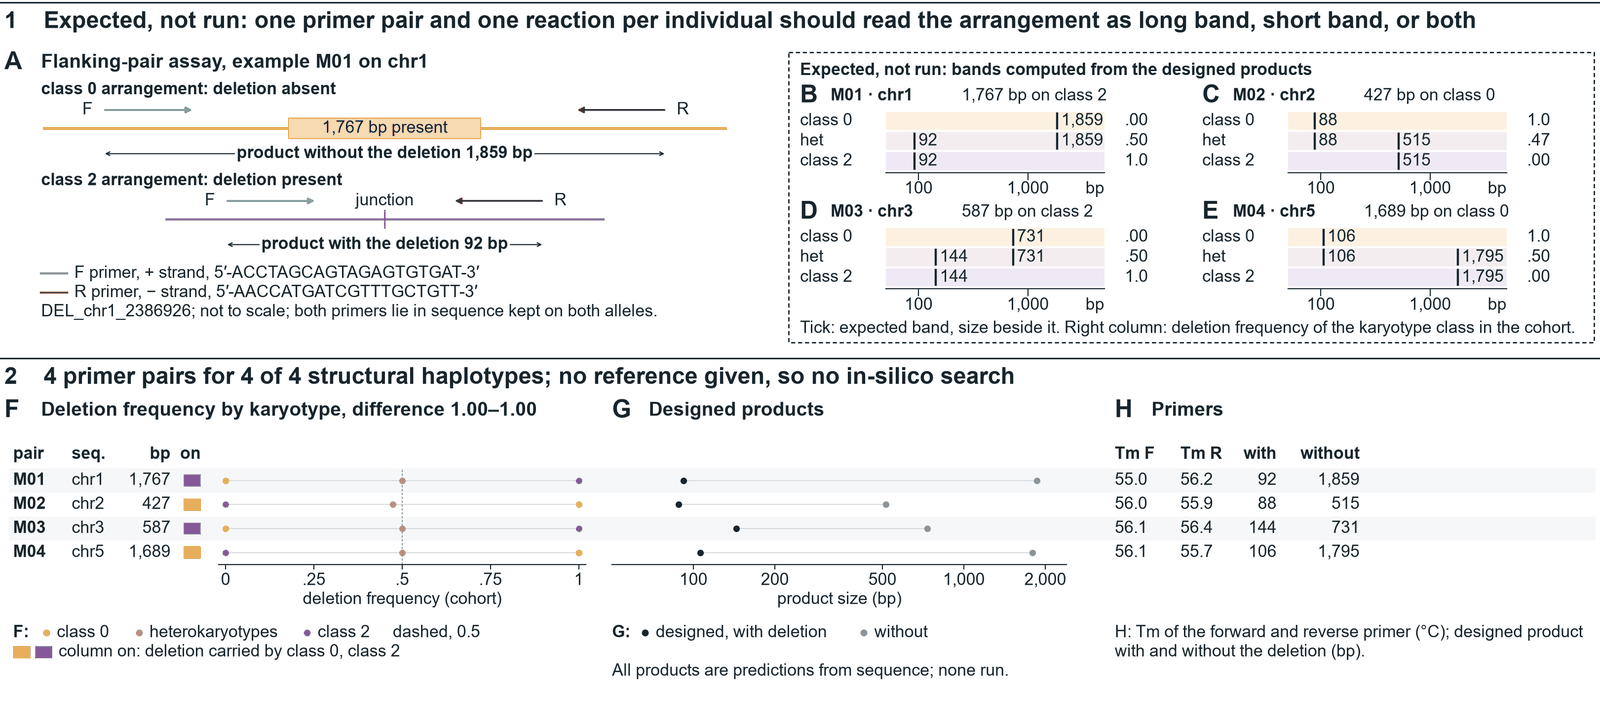 1 Expected, not run: one primer pair and one reaction per individual should read the arrangement as long band, short band, or both
A Flanking-pair assay, example M01 on chr1
class 0 arrangement: deletion absent
F R
1,767 bp present
product without the deletion 1,859 bp
class 2 arrangement: deletion present
F junction R
product with the deletion 92 bp
F primer, + strand, 5′-ACCTAGCAGTAGAGTGTGAT-3′
R primer, − strand, 5′-AACCATGATCGTTTGCTGTT-3′
DEL_chr1_2386926; not to scale; both primers lie in sequence kept on both alleles.
Expected, not run: bands computed from the designed products
B M01 · chr1 1,767 bp on class 2
class 0 1,859 .00
het 92 1,859 .50
class 2 92 1.0
100 1,000 bp
C M02 · chr2 427 bp on class 0
class 0 88 1.0
het 88 515 .47
class 2 515 .00
100 1,000 bp
D M03 · chr3 587 bp on class 2
class 0 731 .00
het 144 731 .50
class 2 144 1.0
100 1,000 bp
E M04 · chr5 1,689 bp on class 0
class 0 106 1.0
het 106 1,795 .50
class 2 1,795 .00
100 1,000 bp
Tick: expected band, size beside it. Right column: deletion frequency of the karyotype class in the cohort.
2 4 primer pairs for 4 of 4 structural haplotypes; no reference given, so no in-silico search
F Deletion frequency by karyotype, difference 1.00–1.00
pair seq. bp on
M01 chr1 1,767
M02 chr2 427
M03 chr3 587
M04 chr5 1,689
0 .25 .5 .75 1
deletion frequency (cohort)
F: class 0 heterokaryotypes class 2 dashed, 0.5
column on: deletion carried by class 0, class 2
G Designed products
100 200 500 1,000 2,000
product size (bp)
G: designed, with deletion without
All products are predictions from sequence; none run.
H Primers
Tm F Tm R with without
55.0 56.2 92 1,859
56.0 55.9 88 515
56.1 56.4 144 731
56.1 55.7 106 1,795
H: Tm of the forward and reverse primer (°C); designed product
with and without the deletion (bp).